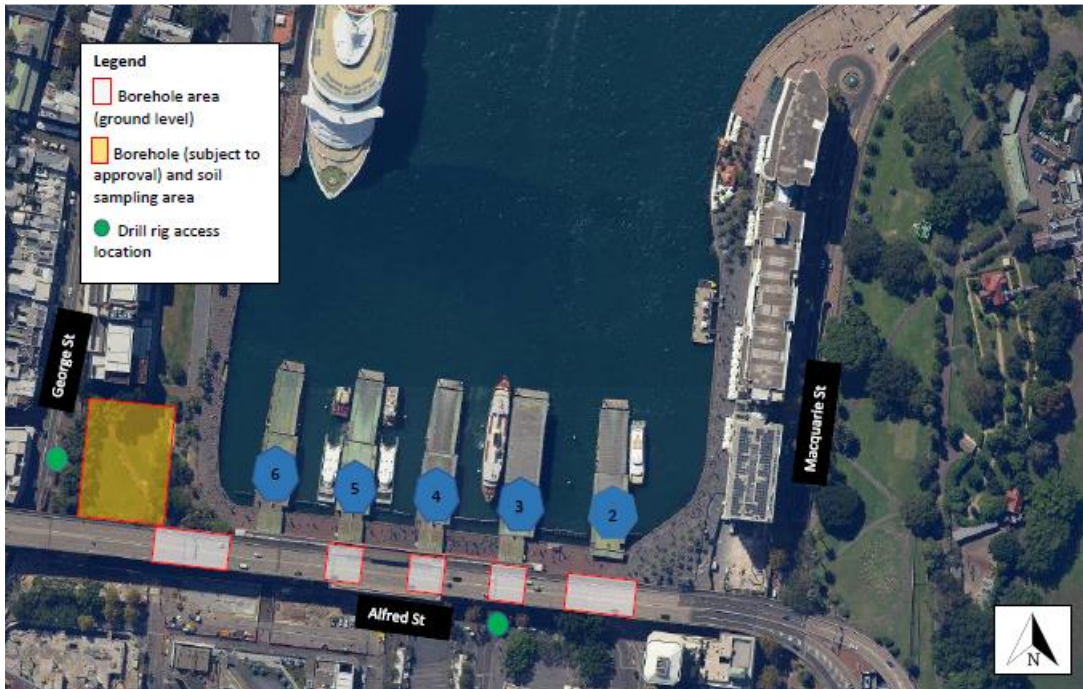 Legend
Borehole area
(ground level)
Borehole (subject to
approval) and soil
sampling area
Drill rig access
location
George St
Macquarie St
6
5
4
3
2
Alfred St
N